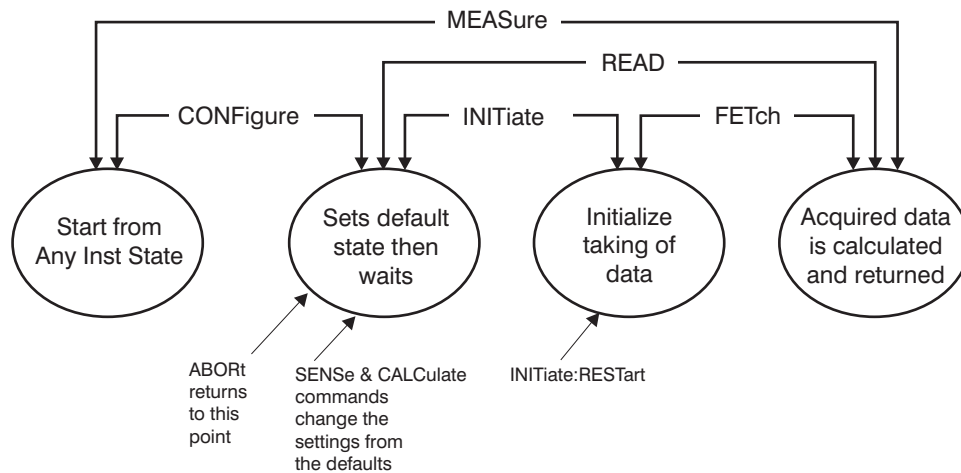 MEASure
READ
CONFigure
INITiate
FETch
Start from
Any Inst State
Sets default
state then
waits
Initialize
taking of
data
Acquired data
is calculated
and returned
ABORt
returns
to this
point
SENSe & CALCulate
commands
change the
settings from
the defaults
INITiate:RESTart